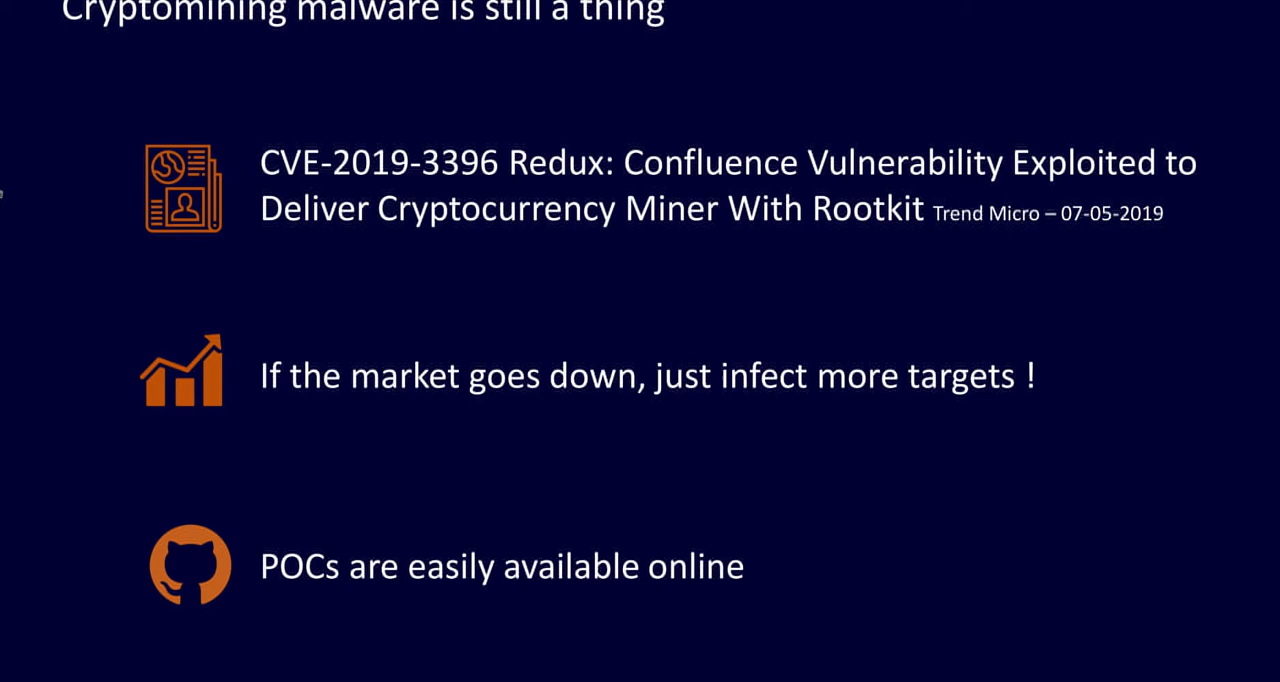 Cryptomining malware is still a thing
CVE-2019-3396 Redux: Confluence Vulnerability Exploited to
Deliver Cryptocurrency Miner With Rootkit Trend Micro – 07-05-2019
If the market goes down, just infect more targets !
POCs are easily available online